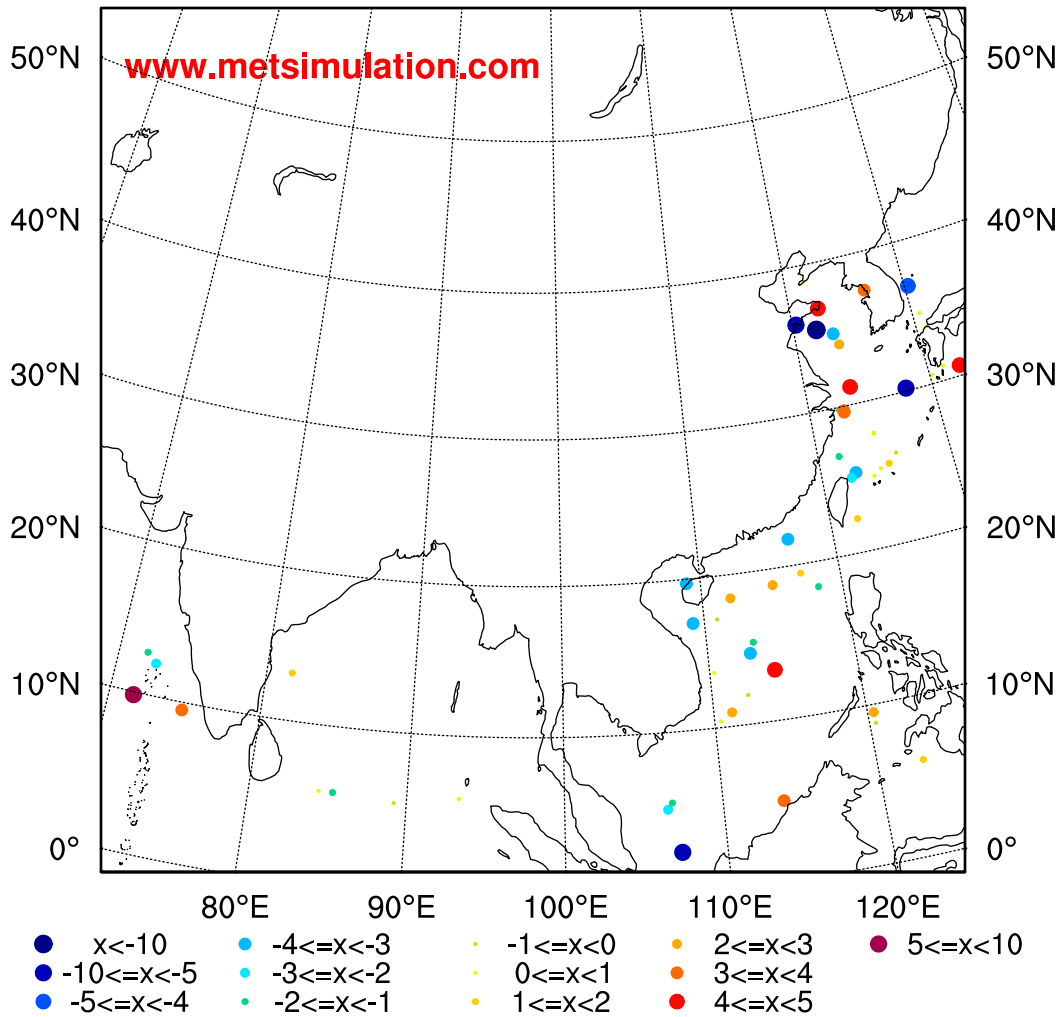 www.metsimulation.com
50°N 50°N
40°N 40°N
30°N 30°N
20°N 20°N
10°N 10°N
0° 0°
80°E 90°E 100°E 110°E 120°E
x<-10 -4<=x<-3 -1<=x<0 2<=x<3 5<=x<10
-10<=x<-5 -3<=x<-2 0<=x<1 3<=x<4
-5<=x<-4 -2<=x<-1 1<=x<2 4<=x<5